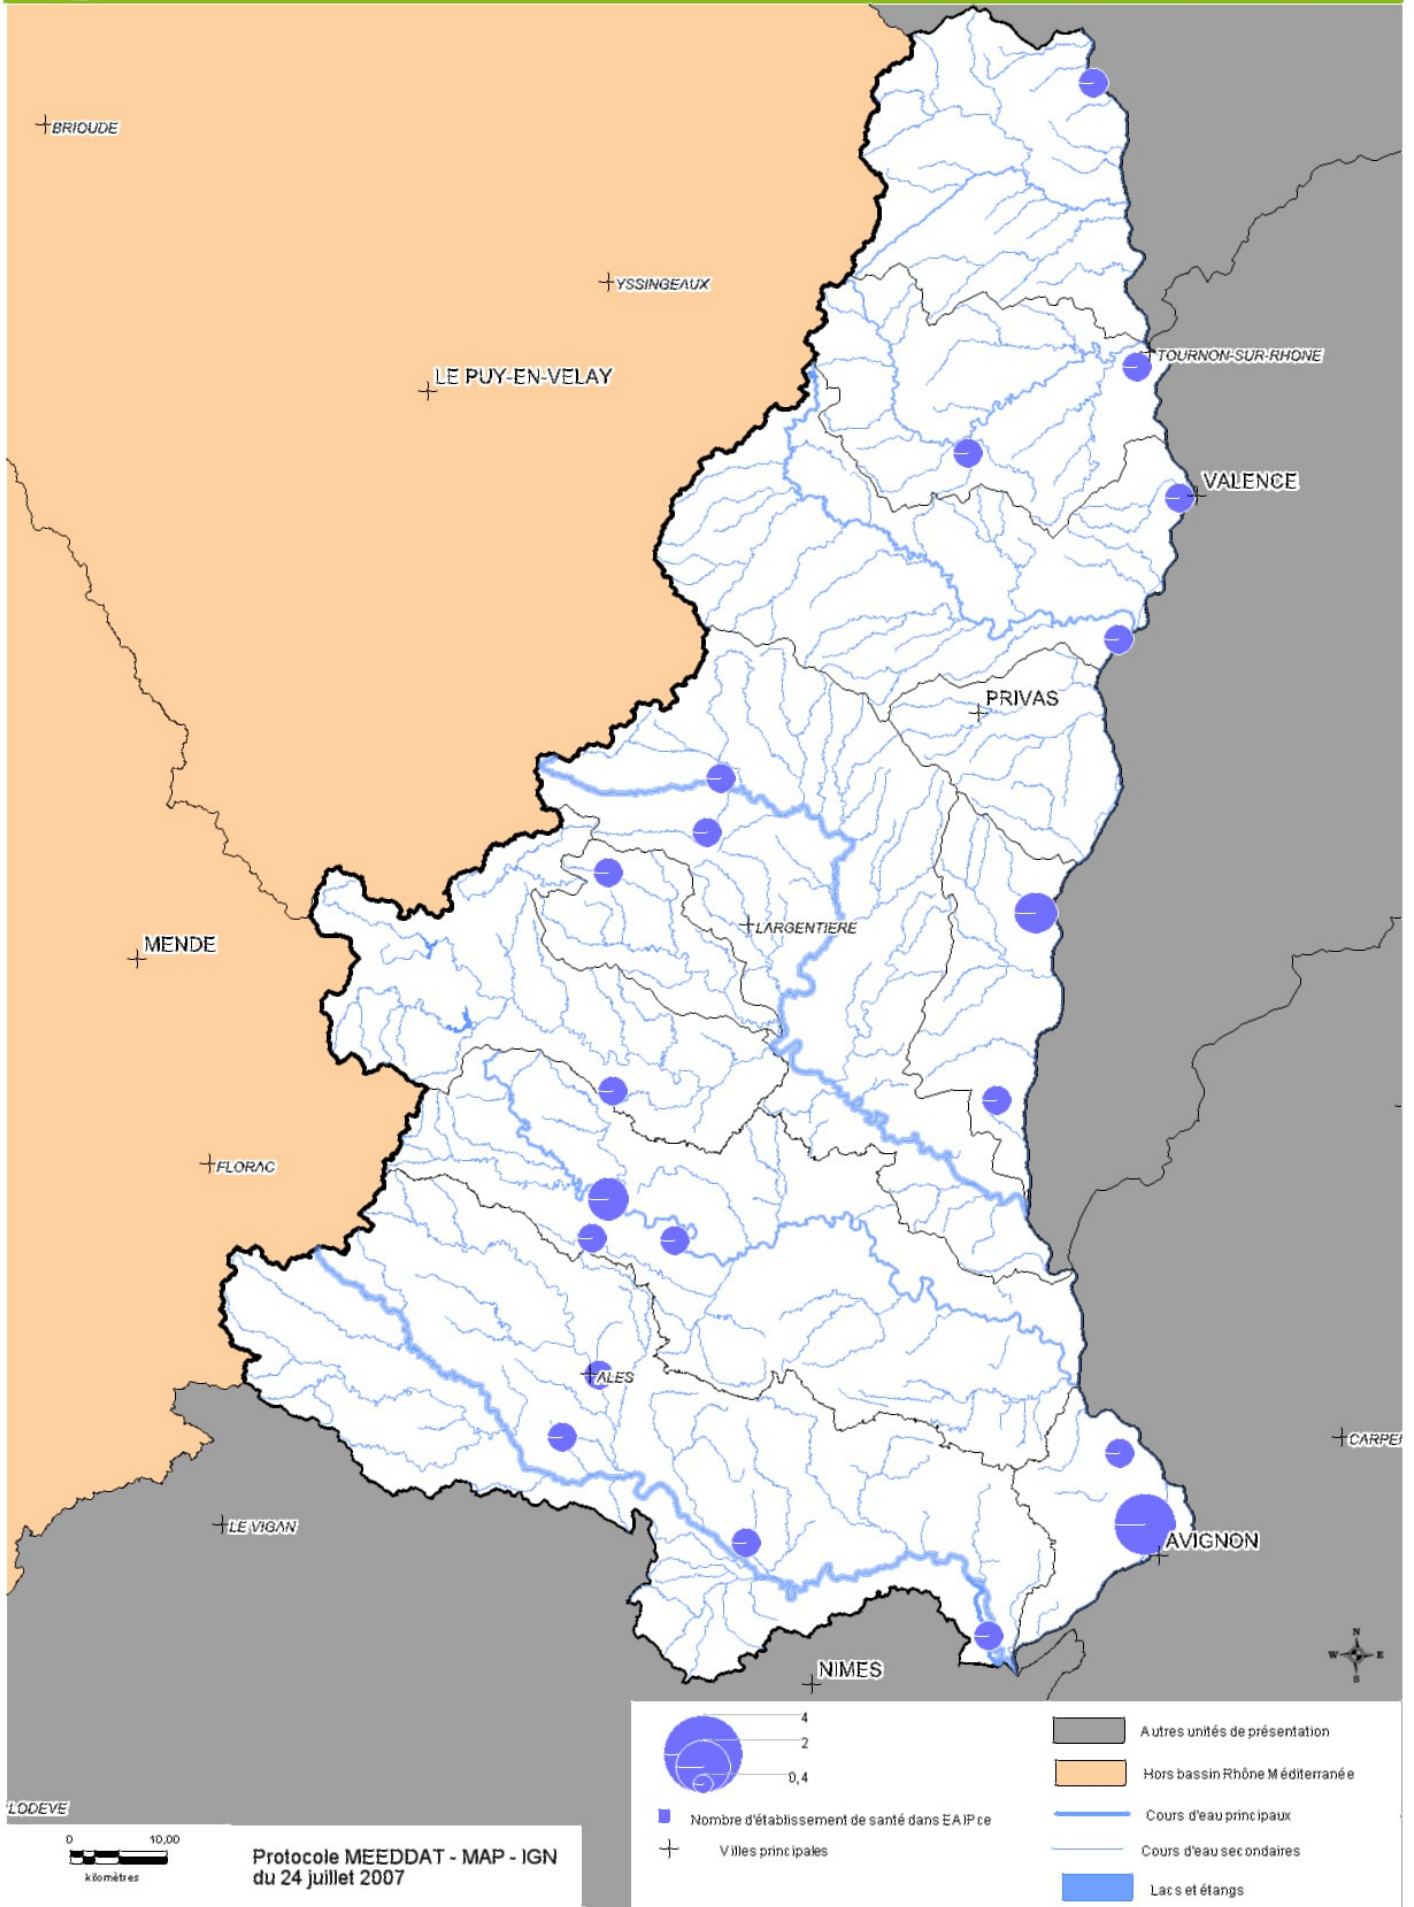 BRIOUDE
YSSINGEAUX
TOURNON-SUR-RHONE
LE PUY-EN-VELAY
VALENCE
PRIVAS
LARGENTIERE
MENDE
FLORAC
ALES
CARPE
LE VIGAN
AVIGNON
N
W E
S
NIMES
LODEVE
4
2
0,4
Nombre d'établissement de santé dans EAIPce
Villes principales
Autres unités de présentation
Hors bassin Rhône Méditerranée
Cours d'eau principaux
Cours d'eau secondaires
Lacs et étangs
0 10,00
kilomètres
Protocole MEEDDAT - MAP - IGN
du 24 juillet 2007